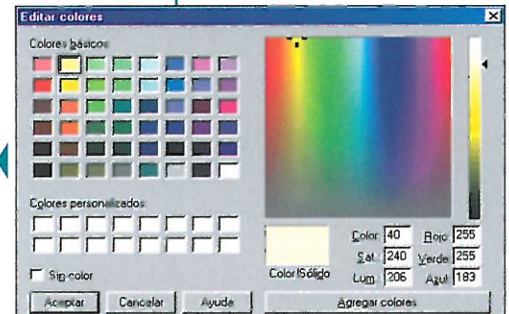 Editar colores
Colores básicos:
Colores personalizados:
Sin color
Aceptar
Cancelar
Ayuda
Color|Sólido
Color: 40
Sat: 240
Lum: 206
Rojo: 255
Verde: 255
Azul: 183
Agregar colores